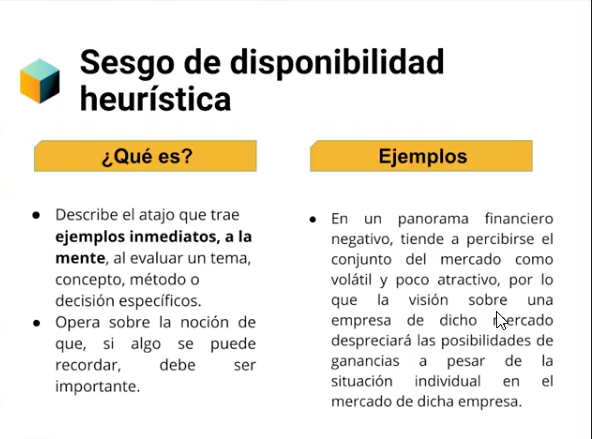 Sesgo de disponibilidad
heurística
¿Qué es?
Describe el atajo que trae
ejemplos inmediatos, a la
mente, al evaluar un tema,
concepto, método o
decisión específicos.
Opera sobre la noción de
que, si algo se puede
recordar, debe ser
importante.
Ejemplos
En un panorama financiero
negativo, tiende a percibirse el
conjunto del mercado como
volátil y poco atractivo, por lo
que la visión sobre una
empresa de dicho mercado
despreciará las posibilidades de
ganancias a pesar de la
situación individual en el
mercado de dicha empresa.